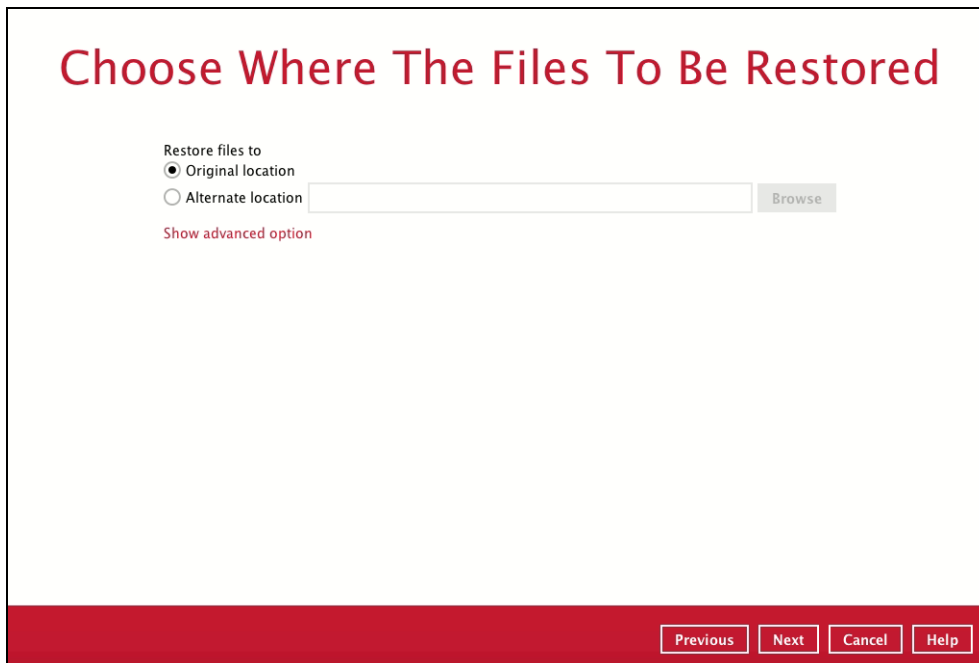 Choose Where The Files To Be Restored
Restore files to
Original location
Alternate location Browse
Show advanced option
Previous Next Cancel Help